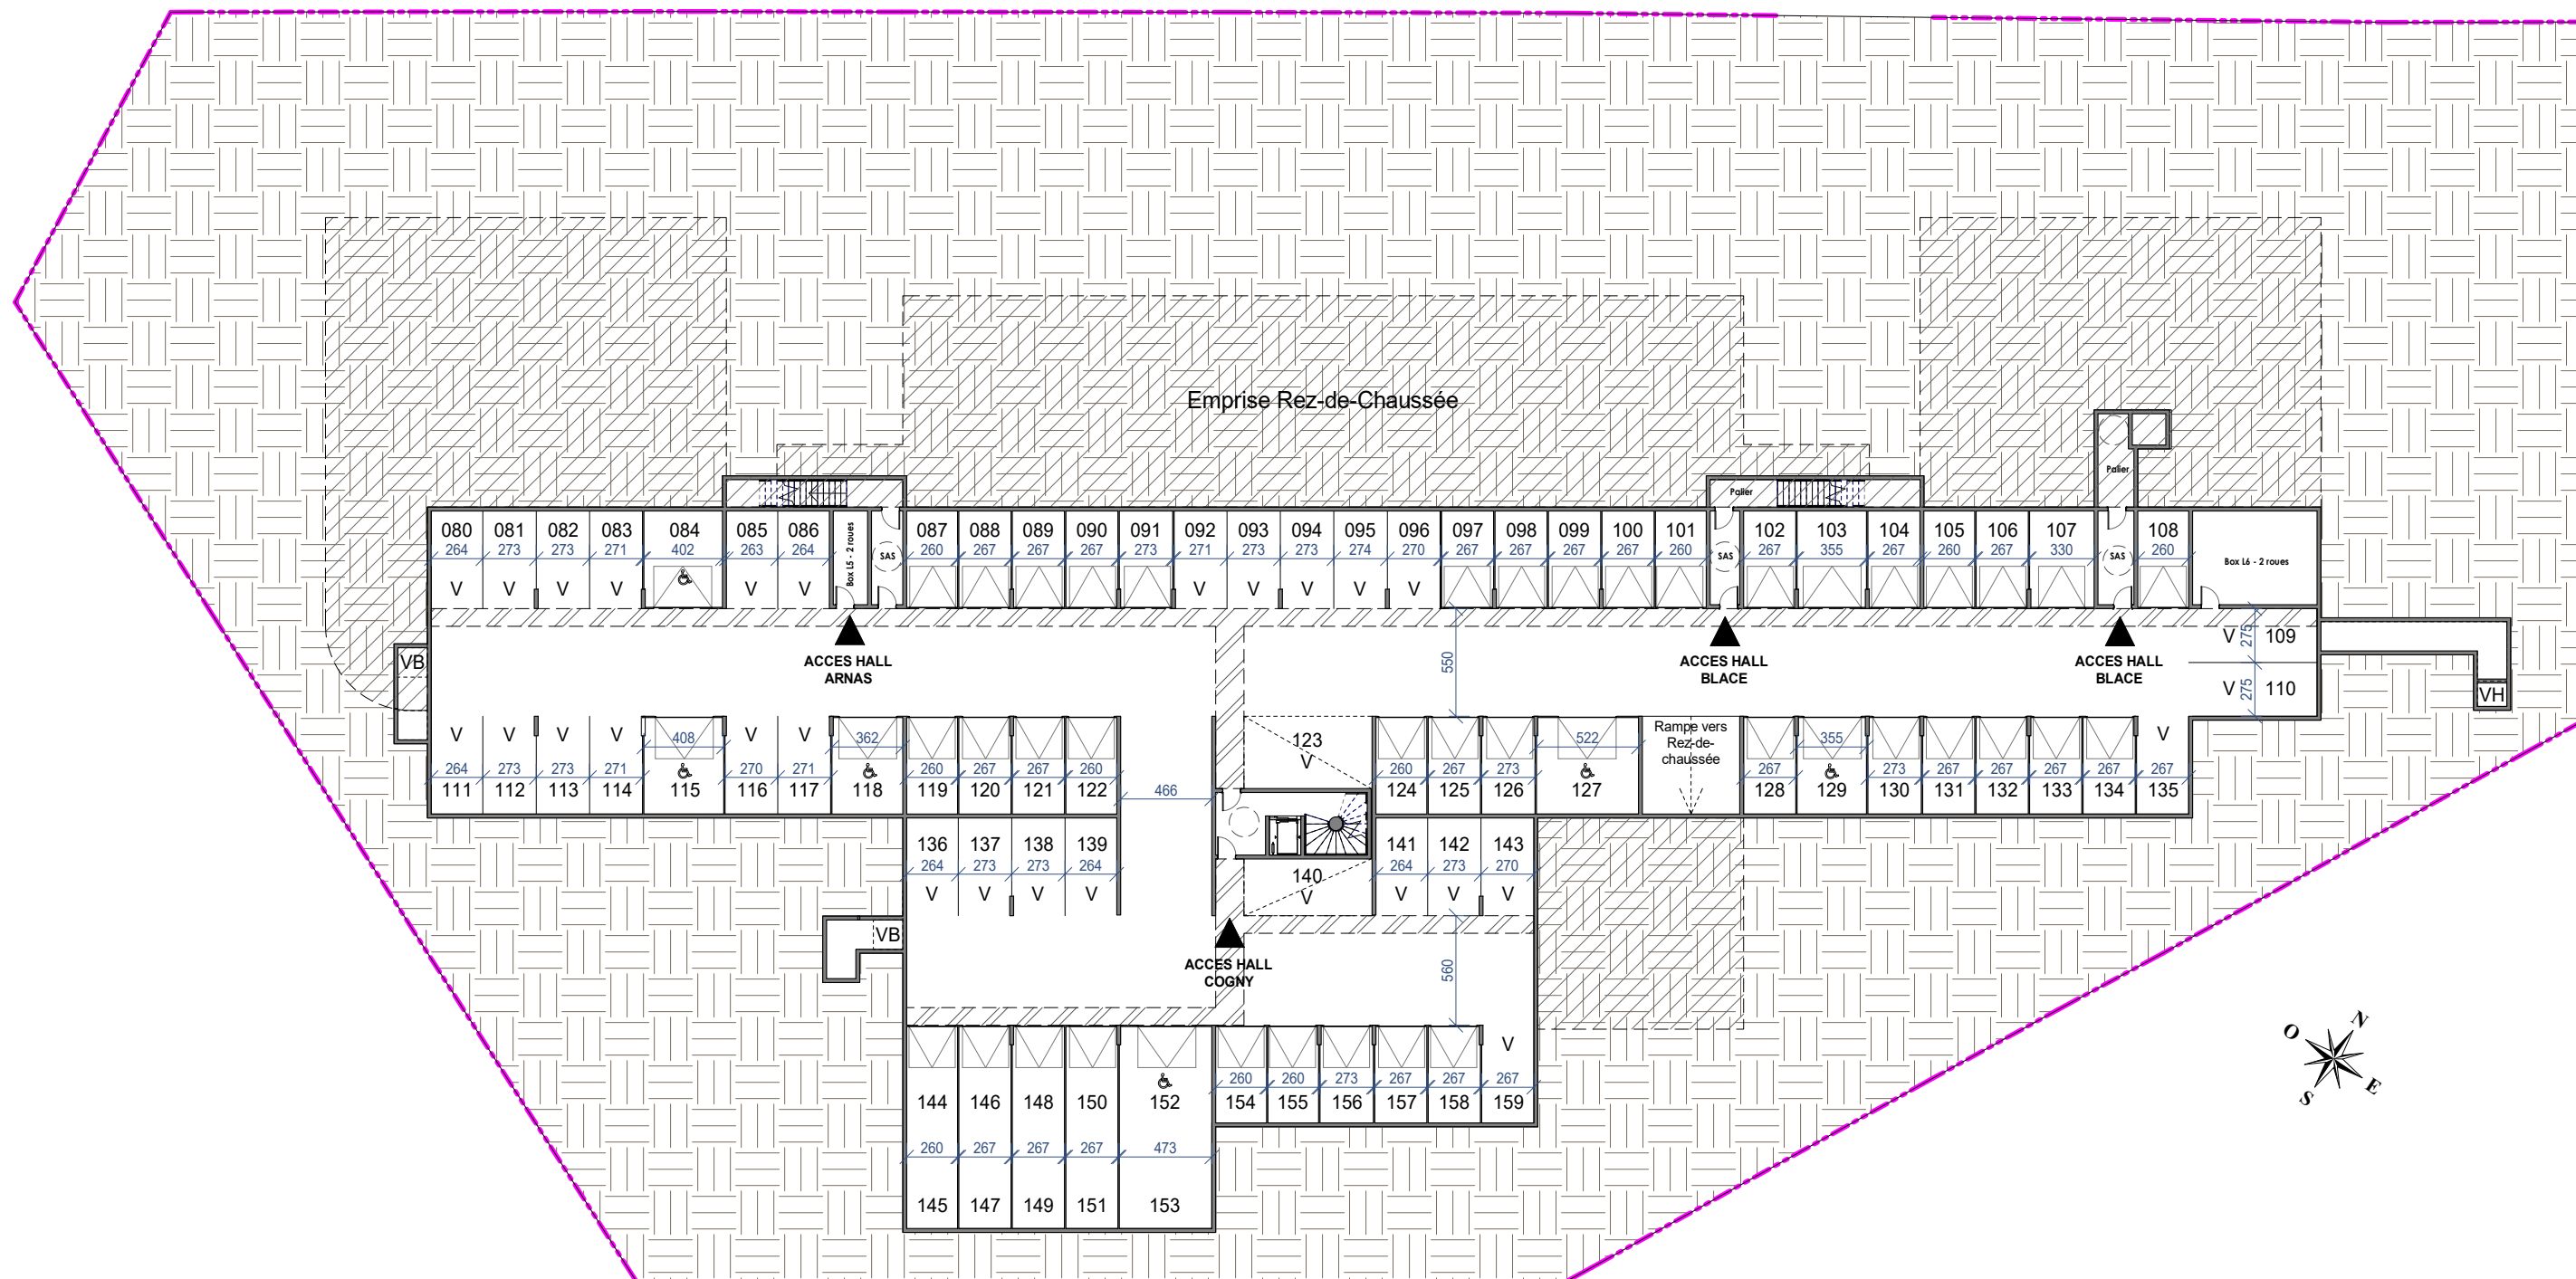 Emprise Rez-de-Chaussée
Palier
Palier
080 081 082 083 084 085 086 Box L5 - 2 roues SAS 087 088 089 090 091 092 093 094 095 096 097 098 099 100 101 SAS 102 103 104 105 106 107 SAS 108 Box L6 - 2 roues
264 273 273 271 402 263 264 260 267 267 267 273 271 273 273 274 270 267 267 267 267 260 267 355 267 260 267 330 260
V V V V V V V V V V V
V 275 109
VB ACCES HALL ARNAS 550 ACCES HALL BLACE ACCES HALL BLACE
V 275 110 VH
V V V V 408 V V 362 123 V 522 Rampe vers Rez-de-chaussée 355 V
264 273 273 271 270 271 260 267 267 260 466 260 267 273 267 273 267 267 267 267 267
111 112 113 114 115 116 117 118 119 120 121 122 124 125 126 127 128 129 130 131 132 133 134 135
136 137 138 139 141 142 143
264 273 273 264 140 264 273 270
V V V V V V V V
VB
ACCES HALL
COGNY
560
V
260 260 273 267 267 267
144 146 148 150 152 154 155 156 157 158 159
260 267 267 267 473
145 147 149 151 153
N
O
E
S